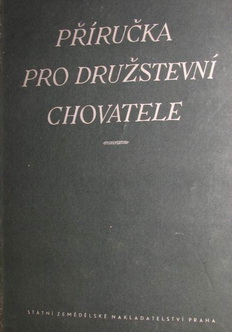 PŘÍRUČKA
PRO DRUŽSTEVNÍ
CHOVATELE
STÁTNÍ ZEMĚDĚLSKÉ NAKLADATELSTVÍ PRAHA